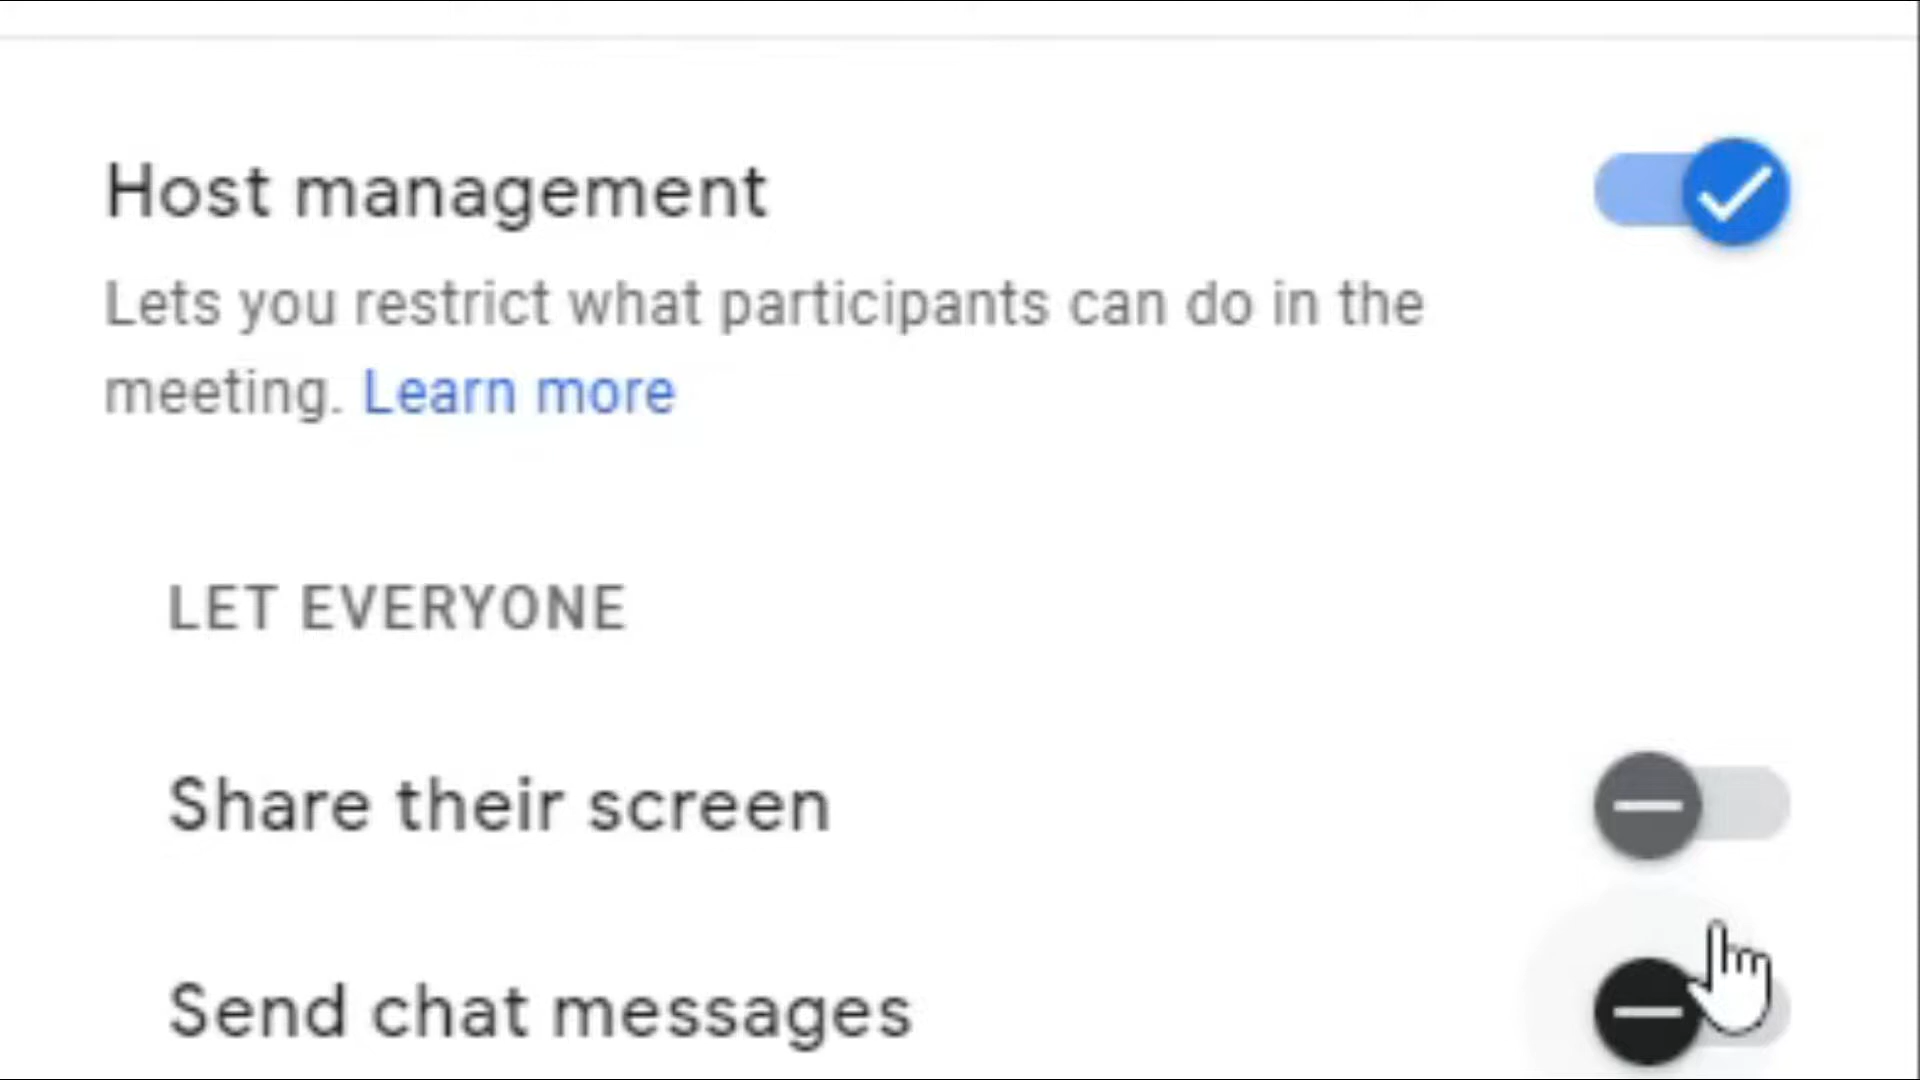 Host management
Lets you restrict what participants can do in the
meeting. Learn more
LET EVERYONE
Share their screen
Send chat messages